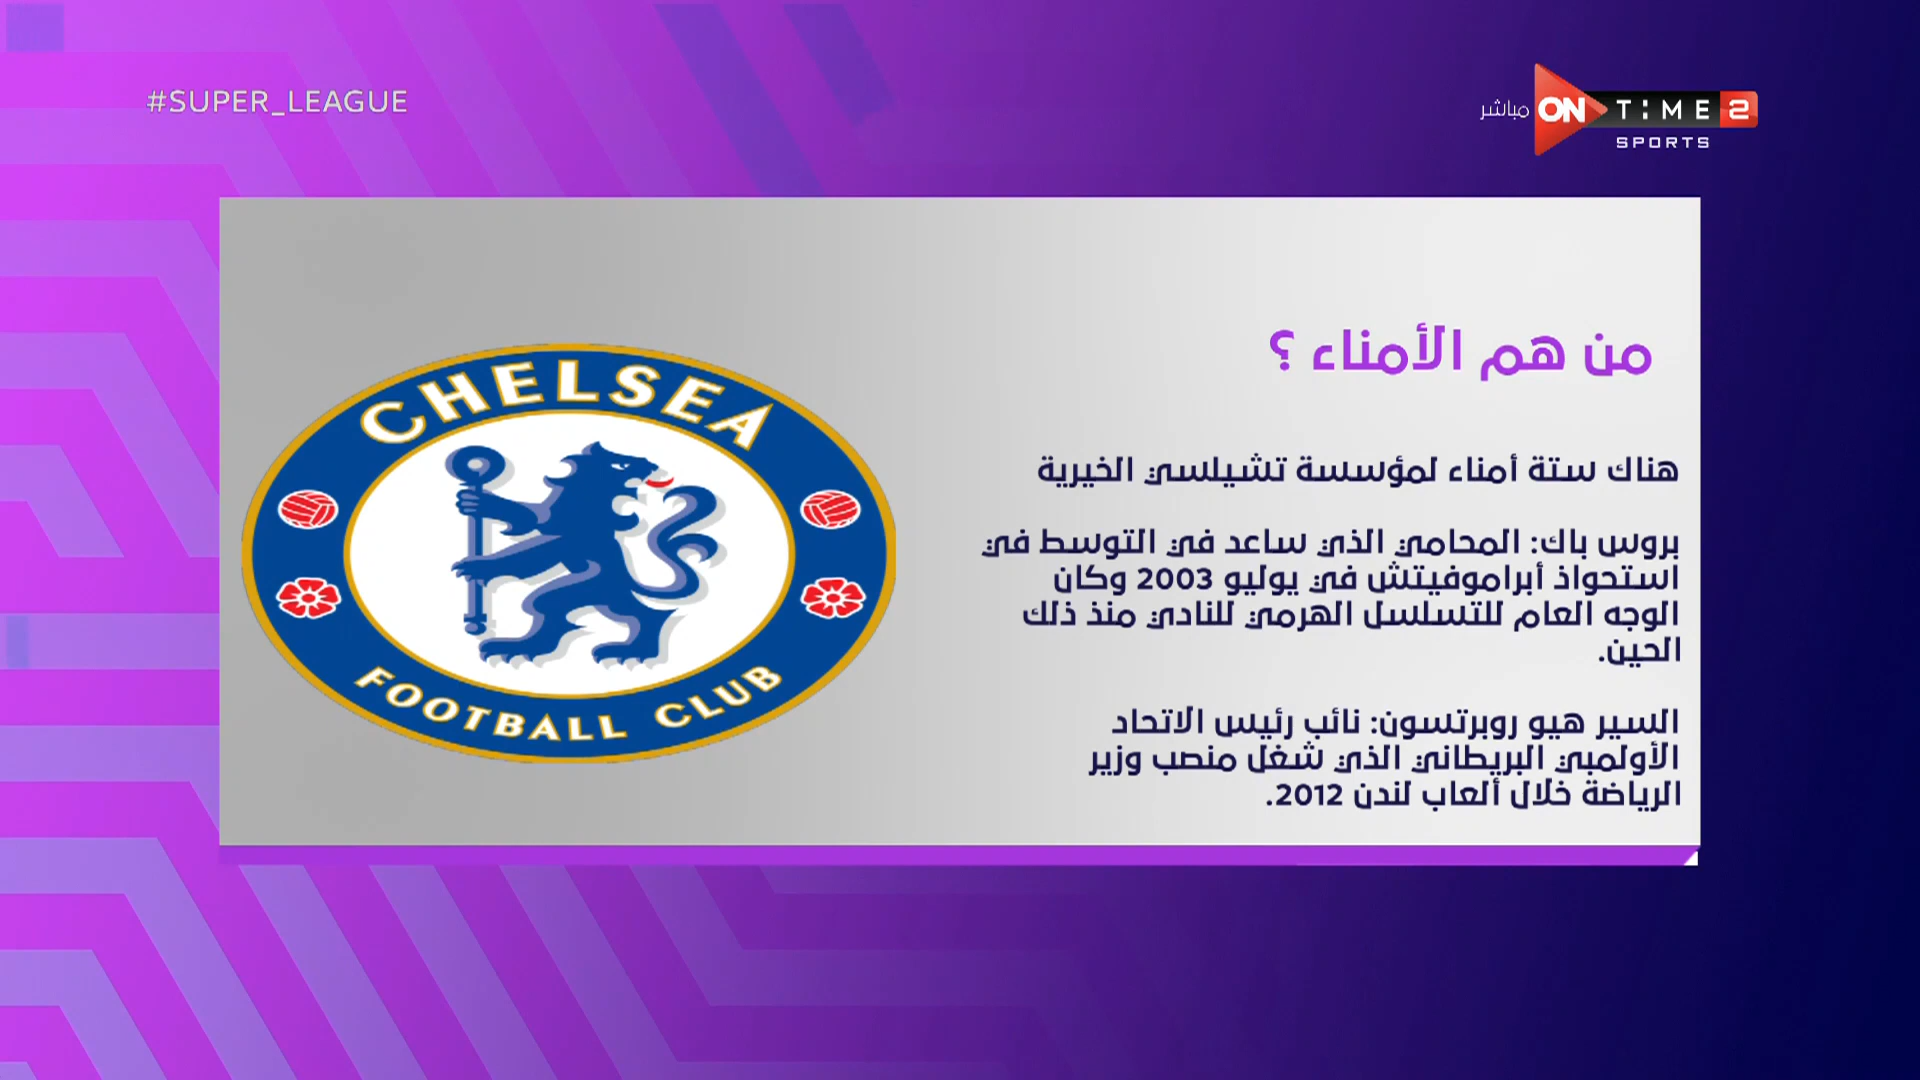 #SUPER_LEAGUE
مباشر
ON TIME 2
SPORTS
من هم الأمناء ؟
هناك ستة أمناء لمؤسسة تشيلسي الخيرية
بروس باك: المحامي الذي ساعد في التوسط في
استحواذ أبراموفيتش في يوليو 2003 وكان
الوجه العام للتسلسل الهرمي للنادي منذ ذلك
الحين.
السير هيو روبرتسون: نائب رئيس الاتحاد
الأولمبي البريطاني الذي شغل منصب وزير
الرياضة خلال ألعاب لندن 2012.
CHELSEA
FOOTBALL CLUB